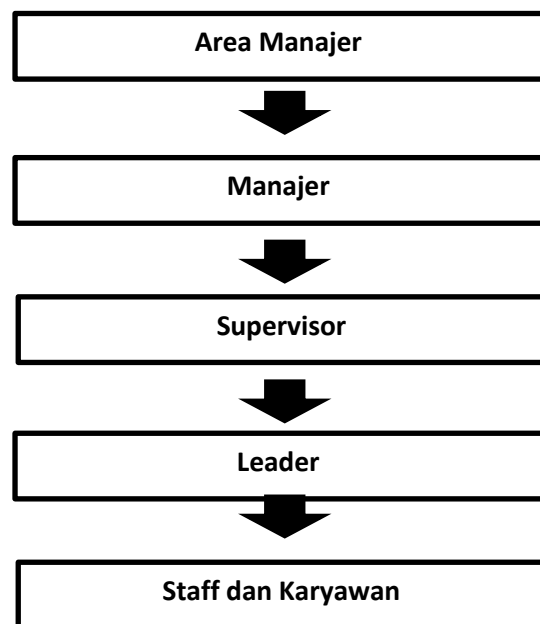 Area Manajer
Manajer
Supervisor
Leader
Staff dan Karyawan